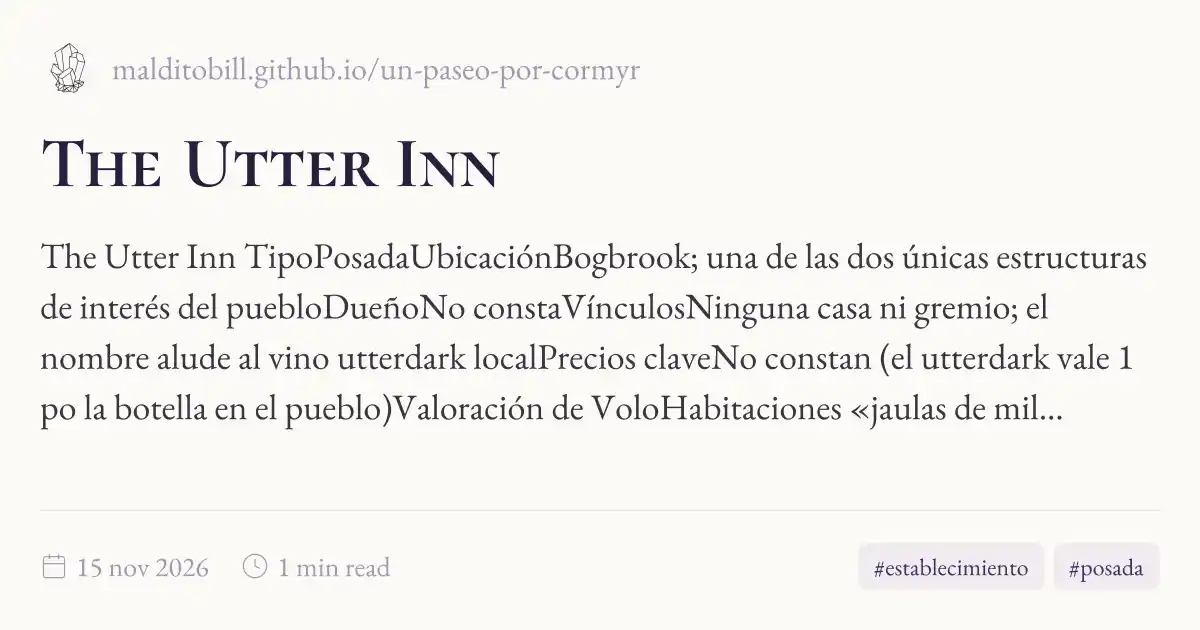 malditobill.github.io/un-paseo-por-cormyr
The Utter Inn
The Utter Inn TipoPosadaUbicaciónBogbrook; una de las dos únicas estructuras
de interés del puebloDueñoNo constaVínculosNinguna casa ni gremio; el
nombre alude al vino utterdark localPrecios claveNo constan (el utterdark vale 1
po la botella en el pueblo)Valoración de VoloHabitaciones «jaulas de mil...
15 nov 2026
1 min read
#establecimiento
#posada